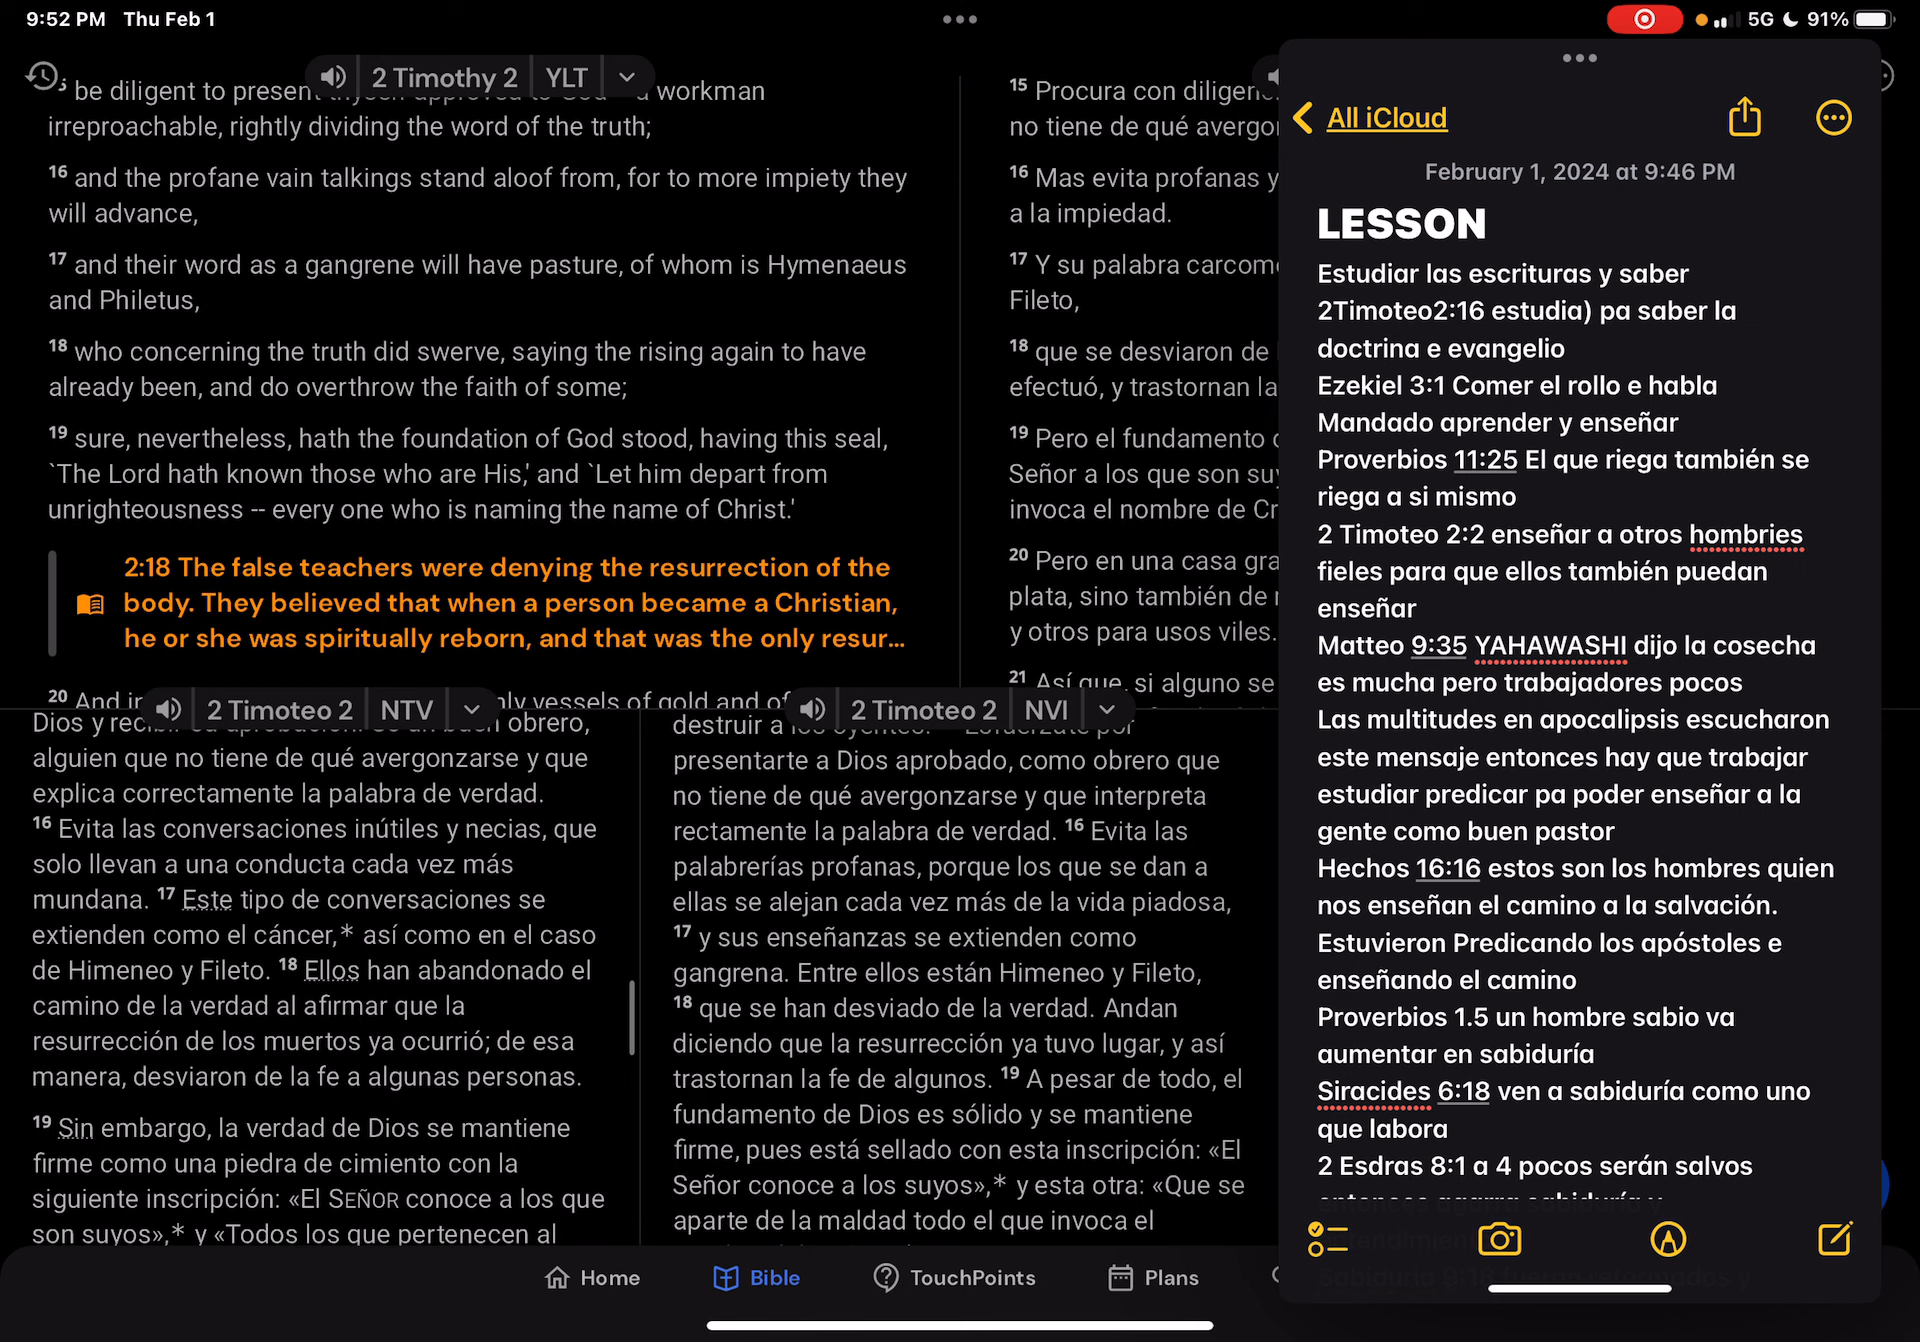 9:52 PM Thu Feb 1
5G 91%
2 Timothy 2 YLT
be diligent to present workman
irreproachable, rightly dividing the word of the truth;
16 and the profane vain talkings stand aloof from, for to more impiety they
will advance,
17 and their word as a gangrene will have pasture, of whom is Hymenaeus
and Philetus,
18 who concerning the truth did swerve, saying the rising again to have
already been, and do overthrow the faith of some;
19 sure, nevertheless, hath the foundation of God stood, having this seal,
`The Lord hath known those who are His,' and `Let him depart from
unrighteousness -- every one who is naming the name of Christ.'
2:18 The false teachers were denying the resurrection of the
body. They believed that when a person became a Christian,
he or she was spiritually reborn, and that was the only resur...
20 And vessels of gold and of
15 Procura con
no tiene de qué
16 Mas evita profanas y
a la impiedad.
17 Y su palabra
Fileto,
18 que se desviaron de
efectuó, y trastornan la
19 Pero el fundamento
Señor a los que son
invoca el nombre de
20 Pero en una casa
plata, sino también de
y otros para usos viles.
21 Así que, si alguno se
2 Timoteo 2 NTV
Dios y obrero,
alguien que no tiene de qué avergonzarse y que
explica correctamente la palabra de verdad.
16 Evita las conversaciones inútiles y necias, que
solo llevan a una conducta cada vez más
mundana. 17 Este tipo de conversaciones se
extienden como el cáncer,* así como en el caso
de Himeneo y Fileto. 18 Ellos han abandonado el
camino de la verdad al afirmar que la
resurrección de los muertos ya ocurrió; de esa
manera, desviaron de la fe a algunas personas.
19 Sin embargo, la verdad de Dios se mantiene
firme como una piedra de cimiento con la
siguiente inscripción: «El SEÑOR conoce a los que
son suyos»,* y «Todos los que pertenecen al
2 Timoteo 2 NVI
destruir a
presentarte a Dios aprobado, como obrero que
no tiene de qué avergonzarse y que interpreta
rectamente la palabra de verdad. 16 Evita las
palabrerías profanas, porque los que se dan a
ellas se alejan cada vez más de la vida piadosa,
17 y sus enseñanzas se extienden como
gangrena. Entre ellos están Himeneo y Fileto,
18 que se han desviado de la verdad. Andan
diciendo que la resurrección ya tuvo lugar, y así
trastornan la fe de algunos. 19 A pesar de todo, el
fundamento de Dios es sólido y se mantiene
firme, pues está sellado con esta inscripción: «El
Señor conoce a los suyos»,* y esta otra: «Que se
aparte de la maldad todo el que invoca el
All iCloud
February 1, 2024 at 9:46 PM
LESSON
Estudiar las escrituras y saber
2Timoteo2:16 estudia) pa saber la
doctrina e evangelio
Ezekiel 3:1 Comer el rollo e habla
Mandado aprender y enseñar
Proverbios 11:25 El que riega también se
riega a si mismo
2 Timoteo 2:2 enseñar a otros hombries
fieles para que ellos también puedan
enseñar
Matteo 9:35 YAHAWASHI dijo la cosecha
es mucha pero trabajadores pocos
Las multitudes en apocalipsis escucharon
este mensaje entonces hay que trabajar
estudiar predicar pa poder enseñar a la
gente como buen pastor
Hechos 16:16 estos son los hombres quien
nos enseñan el camino a la salvación.
Estuvieron Predicando los apóstoles e
enseñando el camino
Proverbios 1.5 un hombre sabio va
aumentar en sabiduría
Siracides 6:18 ven a sabiduría como uno
que labora
2 Esdras 8:1 a 4 pocos serán salvos
Home Bible TouchPoints Plans